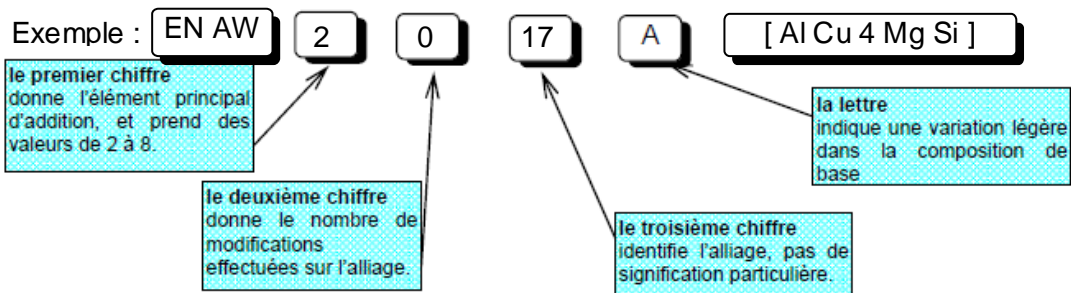 Exemple : EN AW 2 0 17 A [ Al Cu 4 Mg Si ]
le premier chiffre
donne l'élément principal
d'addition, et prend des
valeurs de 2 à 8.
la lettre
indique une variation légère
dans la composition de
base
le deuxième chiffre
donne le nombre de
modifications
effectuées sur l'alliage.
le troisième chiffre
identifie l'alliage, pas de
signification particulière.